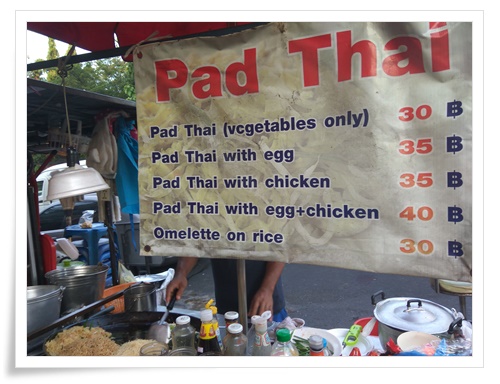 Pad Thai
Pad Thai (vcgetables only) 30 ฿
Pad Thai with egg 35 ฿
Pad Thai with chicken 35 ฿
Pad Thai with egg+chicken 40 ฿
Omelette on rice 30 ฿